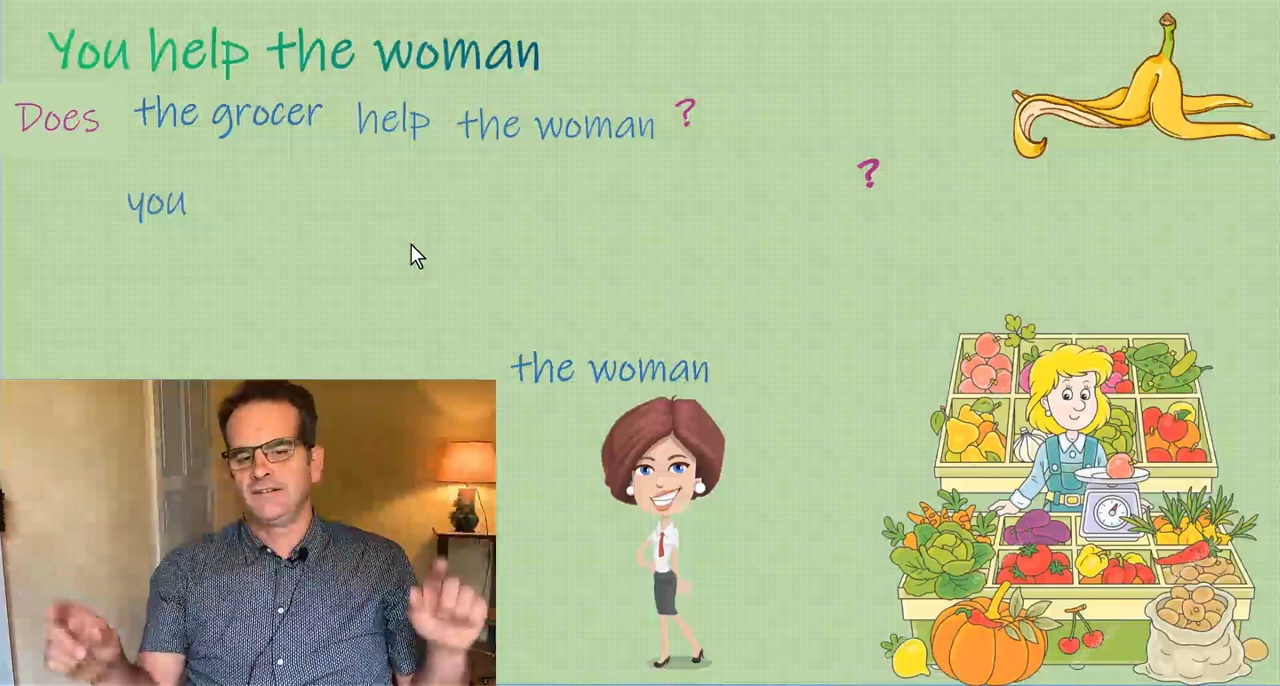 You help the woman
Does the grocer help the woman ?
?
you
the woman